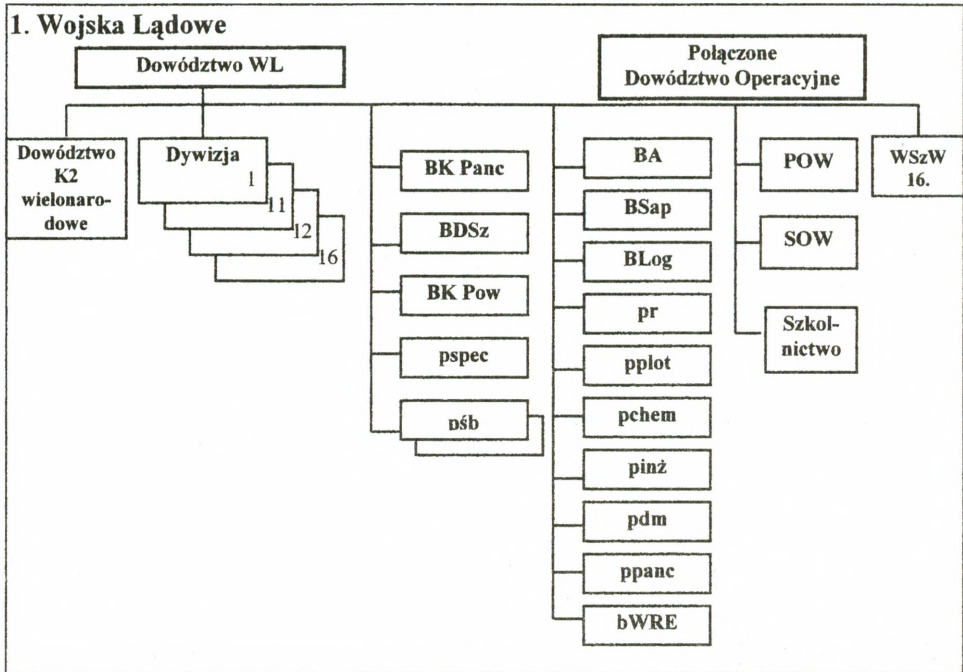 1. Wojska Lądowe
Dowództwo WL
Połączone
Dowództwo Operacyjne
Dowództwo
K2
wielonaro-
dowe
Dywizja
1
11
12
16
BK Panc
BDSz
BK Pow
pspec
pśb
BA
BSap
BLog
pr
pplot
pchem
pinż
pdm
ppanc
bWRE
POW
SOW
Szkol-
nictwo
WSzW
16.